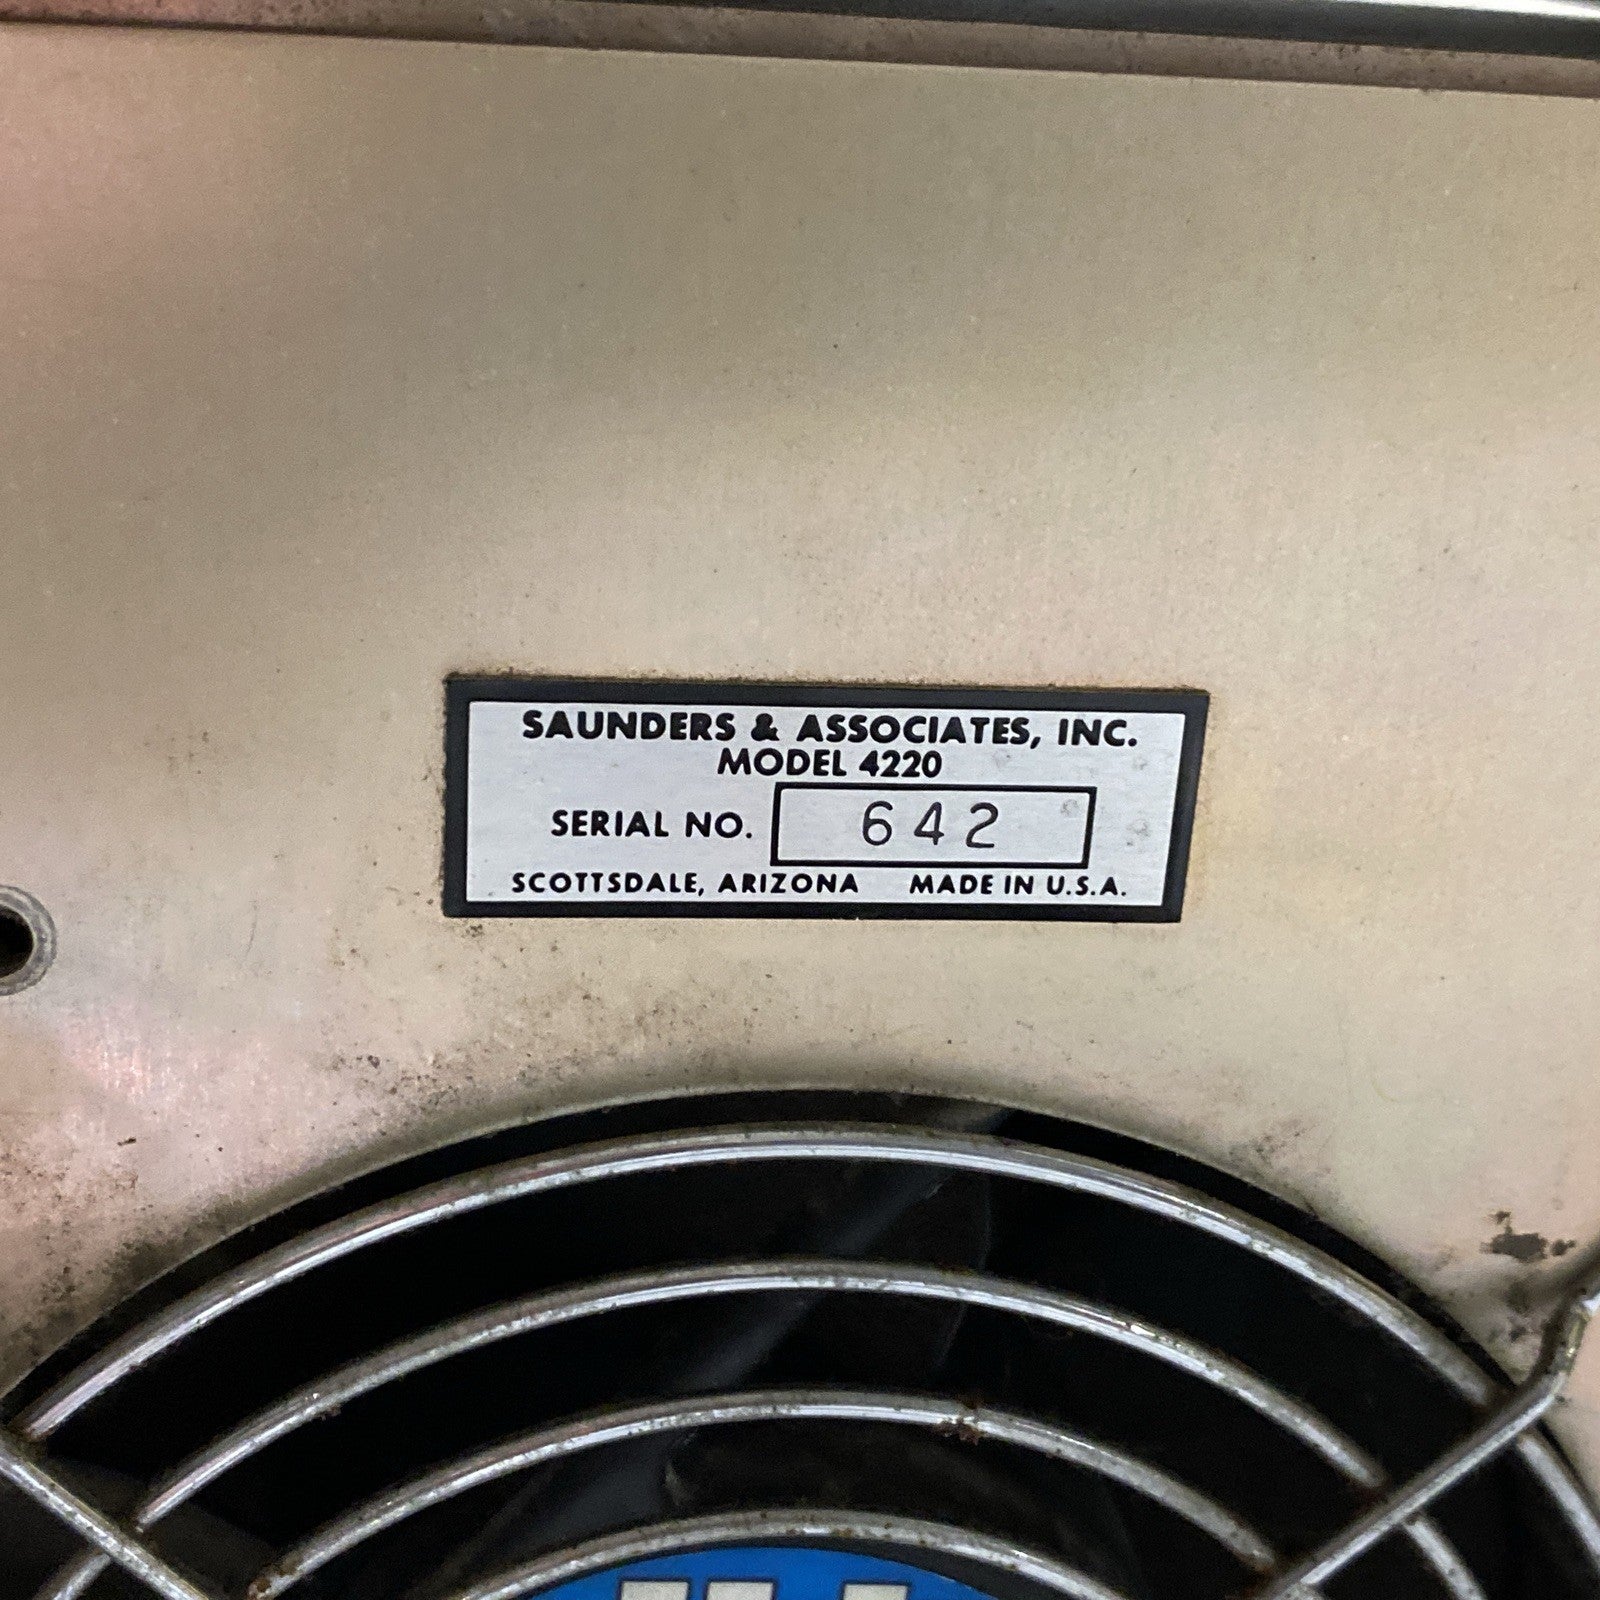 SAUNDERS & ASSOCIATES, INC.
MODEL 4220
SERIAL NO. 642
SCOTTSDALE, ARIZONA MADE IN U.S.A.